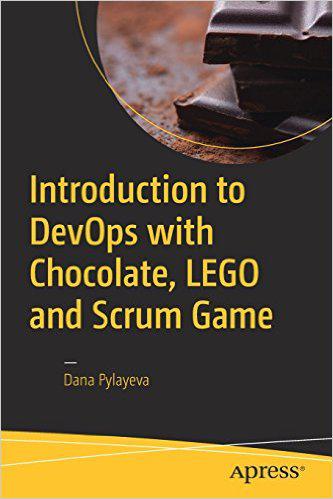 Introduction to
DevOps with
Chocolate, LEGO
and Scrum Game
—
Dana Pylayeva
Apress®